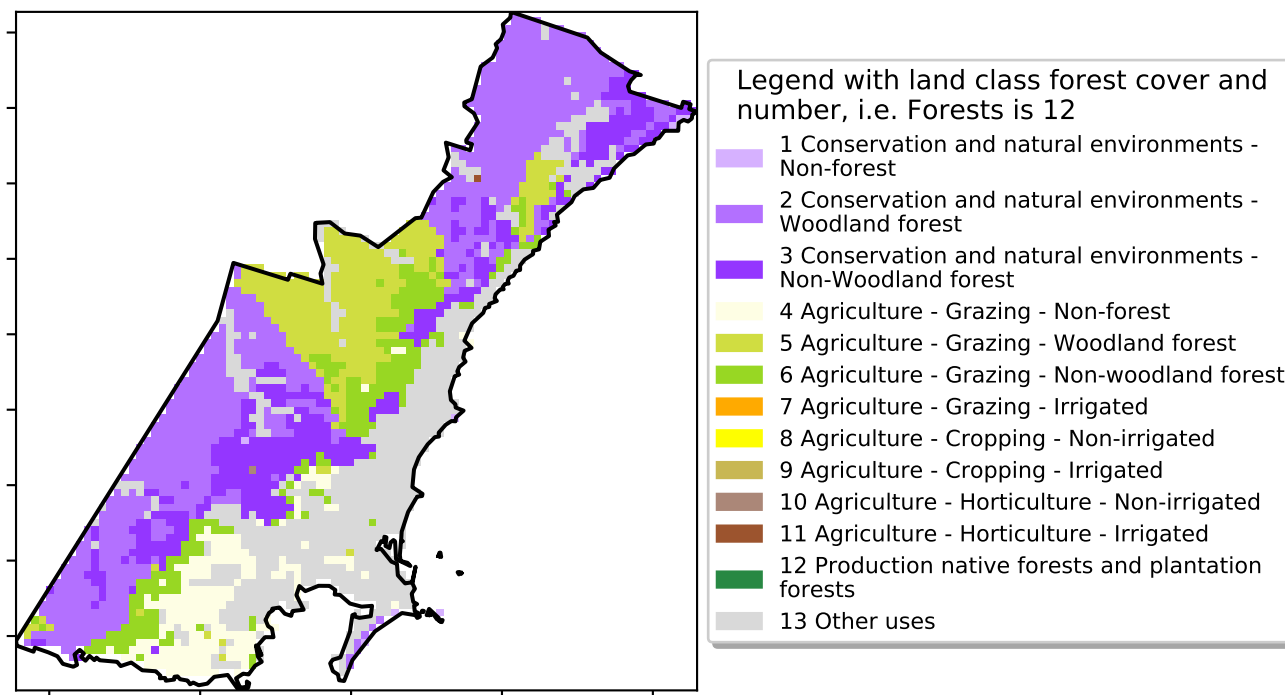 Legend with land class forest cover and
number, i.e. Forests is 12
1 Conservation and natural environments -
Non-forest
2 Conservation and natural environments -
Woodland forest
3 Conservation and natural environments -
Non-Woodland forest
4 Agriculture - Grazing - Non-forest
5 Agriculture - Grazing - Woodland forest
6 Agriculture - Grazing - Non-woodland forest
7 Agriculture - Grazing - Irrigated
8 Agriculture - Cropping - Non-irrigated
9 Agriculture - Cropping - Irrigated
10 Agriculture - Horticulture - Non-irrigated
11 Agriculture - Horticulture - Irrigated
12 Production native forests and plantation
forests
13 Other uses